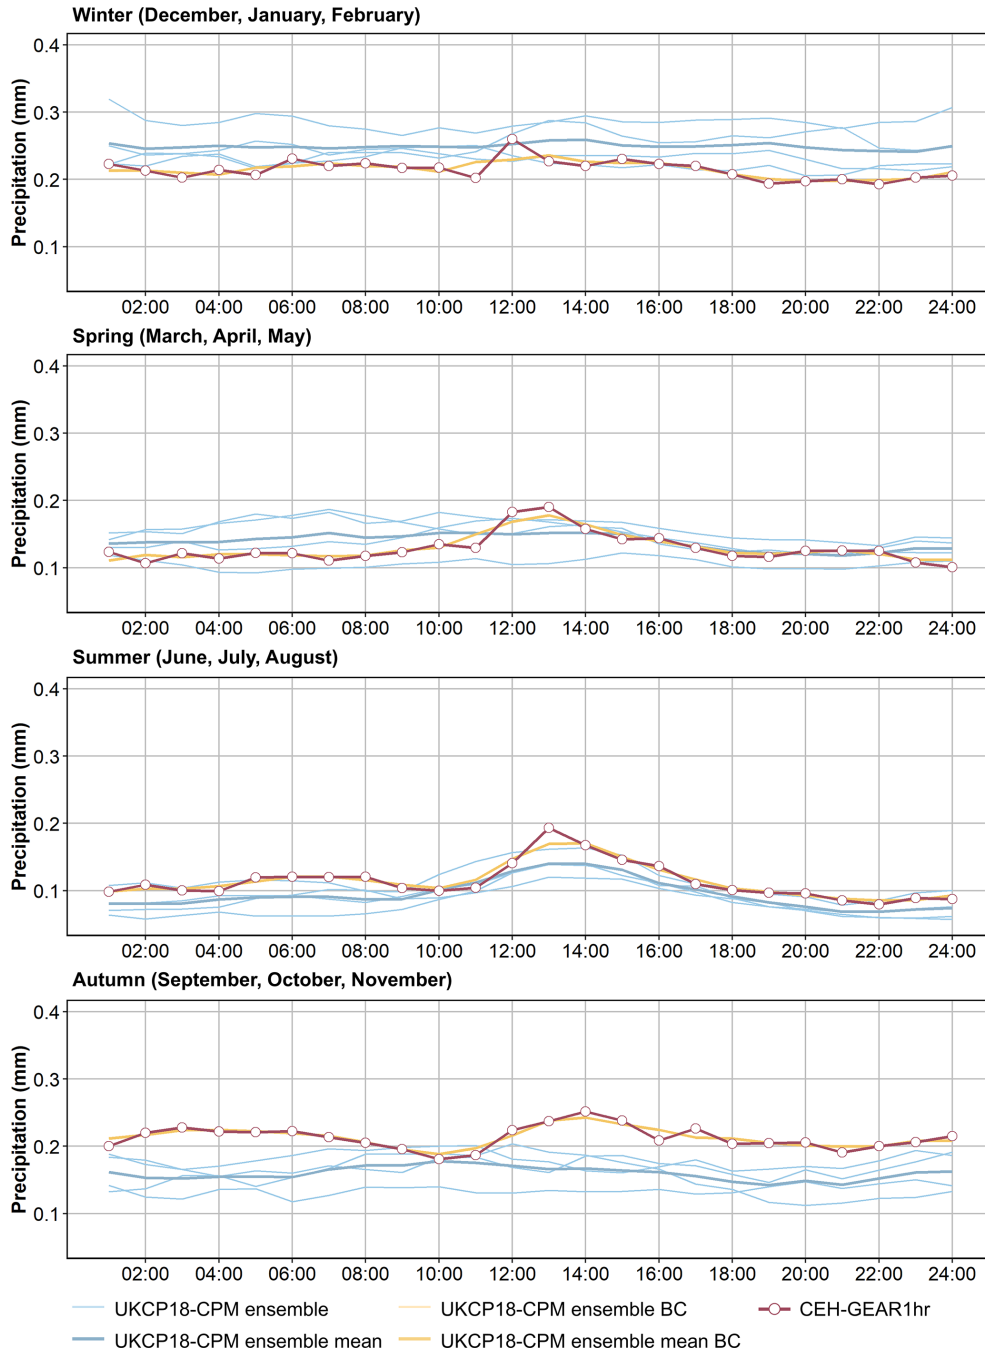 Winter (December, January, February)
Precipitation (mm)
0.4
0.3
0.2
0.1
02:00 04:00 06:00 08:00 10:00 12:00 14:00 16:00 18:00 20:00 22:00 24:00
Spring (March, April, May)
Precipitation (mm)
0.4
0.3
0.2
0.1
02:00 04:00 06:00 08:00 10:00 12:00 14:00 16:00 18:00 20:00 22:00 24:00
Summer (June, July, August)
Precipitation (mm)
0.4
0.3
0.2
0.1
02:00 04:00 06:00 08:00 10:00 12:00 14:00 16:00 18:00 20:00 22:00 24:00
Autumn (September, October, November)
Precipitation (mm)
0.4
0.3
0.2
0.1
02:00 04:00 06:00 08:00 10:00 12:00 14:00 16:00 18:00 20:00 22:00 24:00
UKCP18-CPM ensemble UKCP18-CPM ensemble BC CEH-GEAR1hr
UKCP18-CPM ensemble mean UKCP18-CPM ensemble mean BC